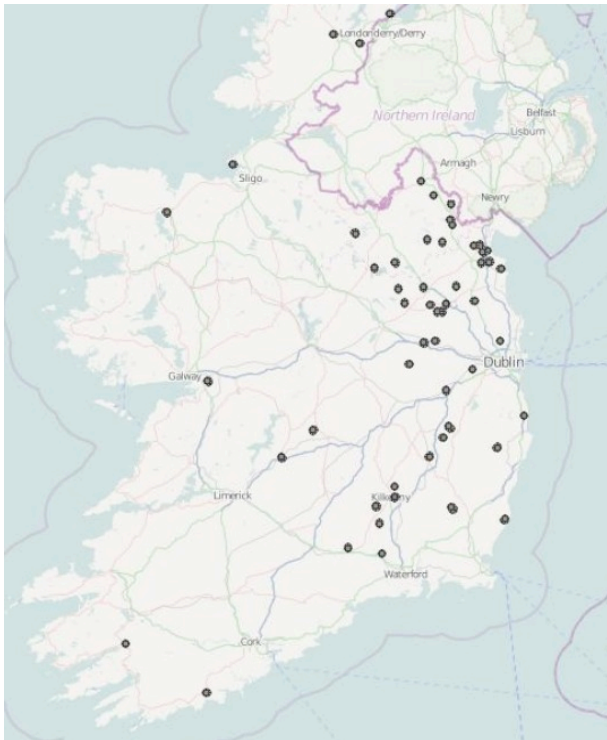 Londonderry/Derry
Northern Ireland
Belfast
Lisburn
Armagh
Sligo
Newry
Dublin
Galway
Limerick
Kilkenny
Waterford
Cork